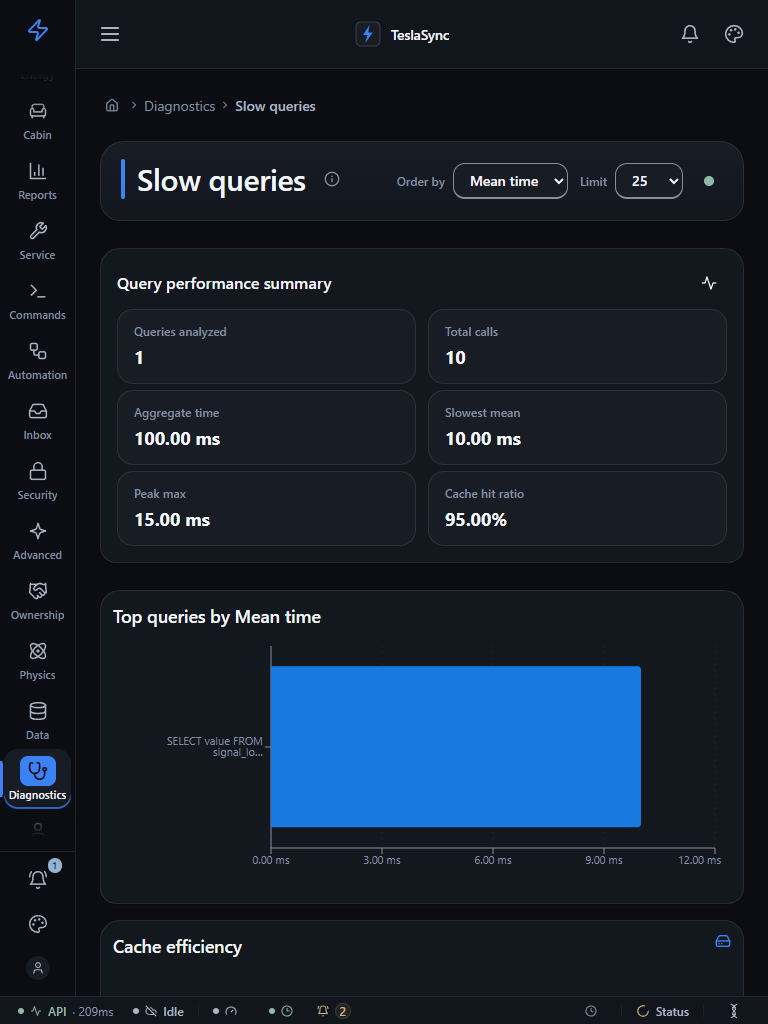 TeslaSync
Energy
Cabin
Reports
Service
Commands
Automation
Inbox
Security
Advanced
Ownership
Physics
Data
Diagnostics
1
Diagnostics
Slow queries
Slow queries
Order by
Mean time
Limit
25
Query performance summary
Queries analyzed
1
Total calls
10
Aggregate time
100.00 ms
Slowest mean
10.00 ms
Peak max
15.00 ms
Cache hit ratio
95.00%
Top queries by Mean time
SELECT value FROM
signal_lo...
0.00 ms
3.00 ms
6.00 ms
9.00 ms
12.00 ms
Cache efficiency
API · 209ms
Idle
2
Status